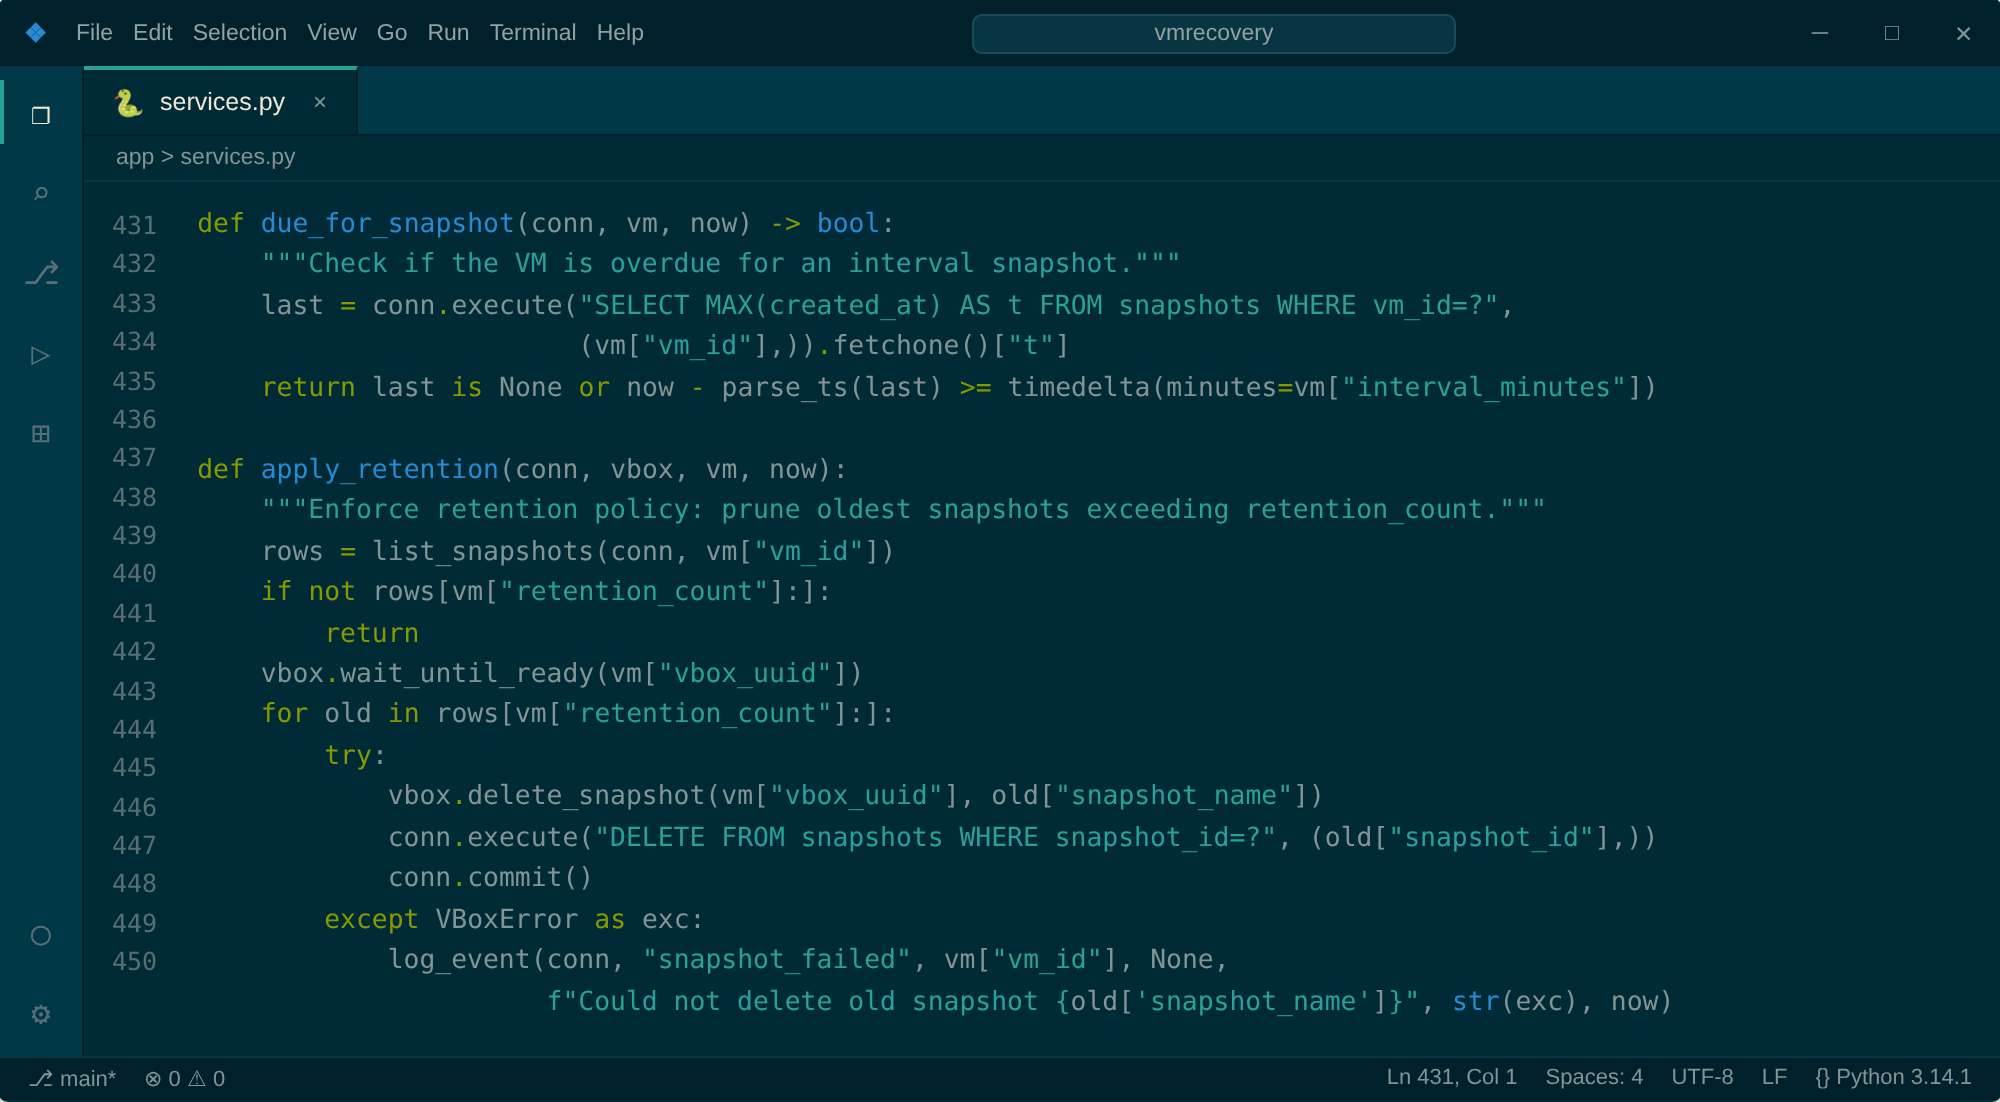 File Edit Selection View Go Run Terminal Help vmrecovery
services.py
app > services.py
431 def due_for_snapshot(conn, vm, now) -> bool:
432     """Check if the VM is overdue for an interval snapshot."""
433     last = conn.execute("SELECT MAX(created_at) AS t FROM snapshots WHERE vm_id=?",
434                         (vm["vm_id"],)).fetchone()["t"]
435     return last is None or now - parse_ts(last) >= timedelta(minutes=vm["interval_minutes"])
436
437 def apply_retention(conn, vbox, vm, now):
438     """Enforce retention policy: prune oldest snapshots exceeding retention_count."""
439     rows = list_snapshots(conn, vm["vm_id"])
440     if not rows[vm["retention_count"]:]:
441         return
442     vbox.wait_until_ready(vm["vbox_uuid"])
443     for old in rows[vm["retention_count"]:]:
444         try:
445             vbox.delete_snapshot(vm["vbox_uuid"], old["snapshot_name"])
446             conn.execute("DELETE FROM snapshots WHERE snapshot_id=?", (old["snapshot_id"],))
447             conn.commit()
448         except VBoxError as exc:
449             log_event(conn, "snapshot_failed", vm["vm_id"], None,
450                       f"Could not delete old snapshot {old['snapshot_name']}", str(exc), now)
main* 0 0 Ln 431, Col 1 Spaces: 4 UTF-8 LF {} Python 3.14.1